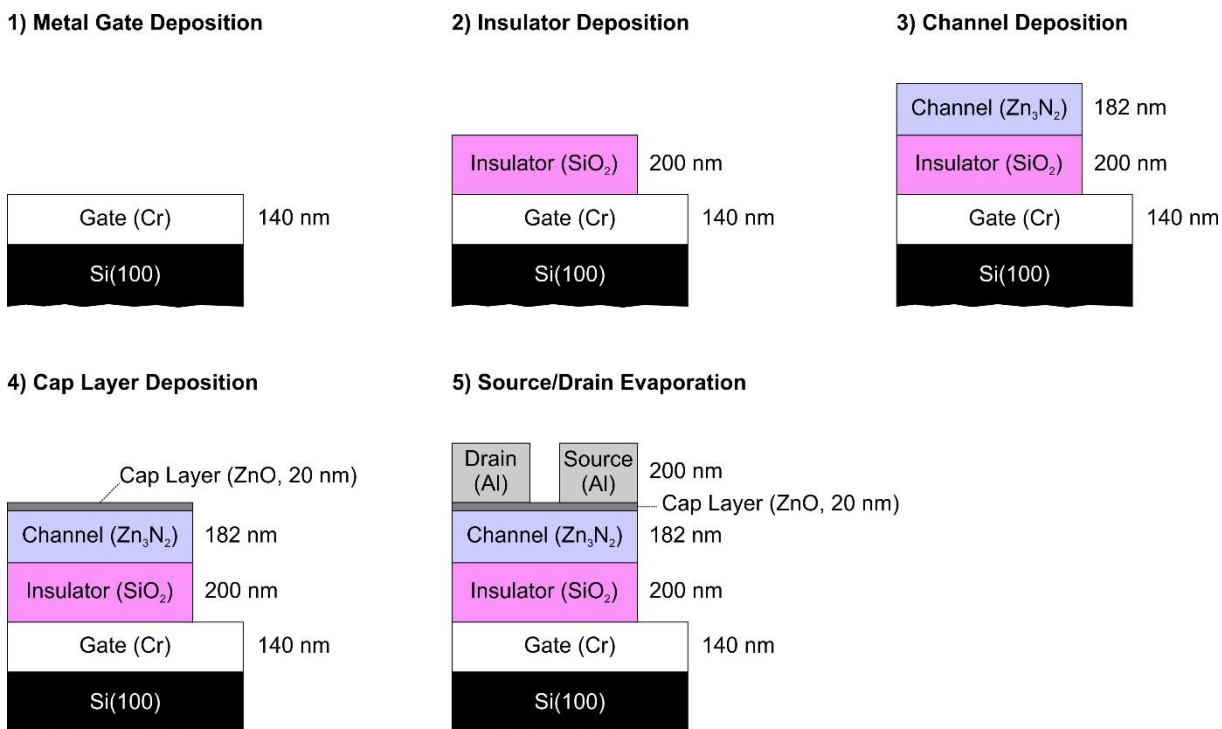 1) Metal Gate Deposition
Gate (Cr)
140 nm
Si(100)
2) Insulator Deposition
Insulator (SiO₂)
200 nm
Gate (Cr)
140 nm
Si(100)
3) Channel Deposition
Channel (Zn₃N₂)
182 nm
Insulator (SiO₂)
200 nm
Gate (Cr)
140 nm
Si(100)
4) Cap Layer Deposition
Cap Layer (ZnO, 20 nm)
Channel (Zn₃N₂)
182 nm
Insulator (SiO₂)
200 nm
Gate (Cr)
140 nm
Si(100)
5) Source/Drain Evaporation
Drain
(Al)
Source
(Al)
200 nm
Cap Layer (ZnO, 20 nm)
Channel (Zn₃N₂)
182 nm
Insulator (SiO₂)
200 nm
Gate (Cr)
140 nm
Si(100)